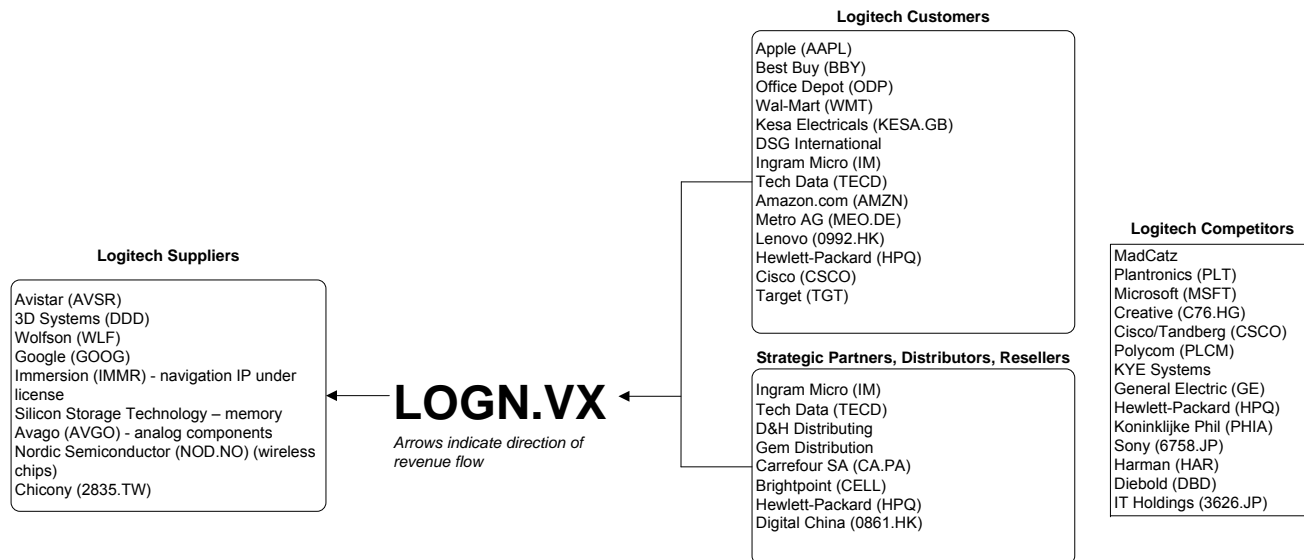 Logitech Customers
Apple (AAPL)
Best Buy (BBY)
Office Depot (ODP)
Wal-Mart (WMT)
Kesa Electricals (KESA.GB)
DSG International
Ingram Micro (IM)
Tech Data (TECD)
Amazon.com (AMZN)
Metro AG (MEO.DE)
Lenovo (0992.HK)
Hewlett-Packard (HPQ)
Cisco (CSCO)
Target (TGT)
Logitech Suppliers
Avistar (AVSR)
3D Systems (DDD)
Wolfson (WLF)
Google (GOOG)
Immersion (IMMR) - navigation IP under
license
Silicon Storage Technology – memory
Avago (AVGO) - analog components
Nordic Semiconductor (NOD.NO) (wireless
chips)
Chicony (2835.TW)
LOGN.VX
Arrows indicate direction of
revenue flow
Strategic Partners, Distributors, Resellers
Ingram Micro (IM)
Tech Data (TECD)
D&H Distributing
Gem Distribution
Carrefour SA (CA.PA)
Brightpoint (CELL)
Hewlett-Packard (HPQ)
Digital China (0861.HK)
Logitech Competitors
MadCatz
Plantronics (PLT)
Microsoft (MSFT)
Creative (C76.HG)
Cisco/Tandberg (CSCO)
Polycom (PLCM)
KYE Systems
General Electric (GE)
Hewlett-Packard (HPQ)
Koninklijke Phil (PHIA)
Sony (6758.JP)
Harman (HAR)
Diebold (DBD)
IT Holdings (3626.JP)